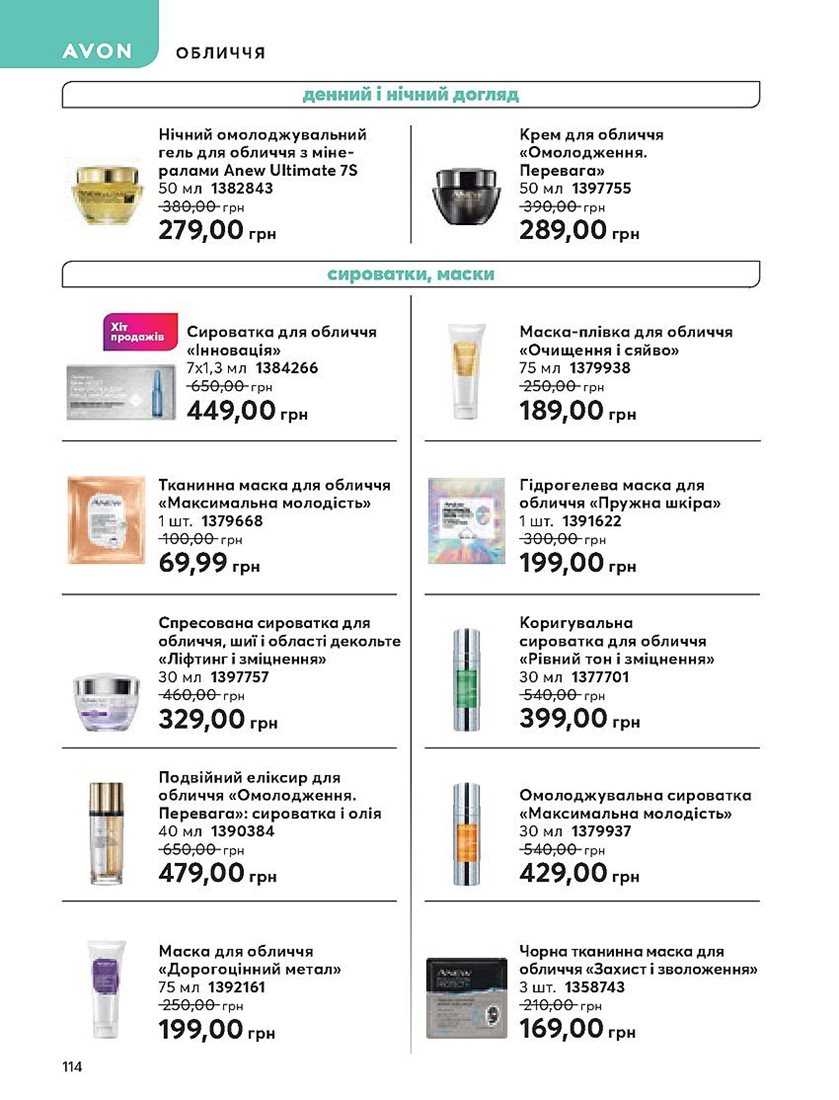 AVON
ОБЛИЧЧЯ
денний і нічний догляд
Нічний омолоджувальний
гель для обличчя з міне-
ралами Anew Ultimate 7S
50 мл 1382843
380,00 грн
279,00 грн
Крем для обличчя
«Омолодження.
Перевага»
50 мл 1397755
390,00 грн
289,00 грн
сироватки, маски
Хіт
продажів
Сироватка для обличчя
«Інновація»
7х1,3 мл 1384266
650,00 грн
449,00 грн
Маска-плівка для обличчя
«Очищення і сяйво»
75 мл 1379938
250,00 грн
189,00 грн
ANEW
Тканинна маска для обличчя
«Максимальна молодість»
1 шт. 1379668
100,00 грн
69,99 грн
ANEW
Гідрогелева маска для
обличчя «Пружна шкіра»
1 шт. 1391622
300,00 грн
199,00 грн
Спресована сироватка для
обличчя, шиї і області декольте
«Ліфтинг і зміцнення»
30 мл 1397757
460,00 грн
329,00 грн
Коригувальна
сироватка для обличчя
«Рівний тон і зміцнення»
30 мл 1377701
540,00 грн
399,00 грн
Подвійний еліксир для
обличчя «Омолодження.
Перевага»: сироватка і олія
40 мл 1390384
650,00 грн
479,00 грн
Омолоджувальна сироватка
«Максимальна молодість»
30 мл 1379937
540,00 грн
429,00 грн
Маска для обличчя
«Дорогоцінний метал»
75 мл 1392161
250,00 грн
199,00 грн
ANEW
POLLUTION
PROTECT+
Чорна тканинна маска для
обличчя «Захист і зволоження»
3 шт. 1358743
210,00 грн
169,00 грн
114